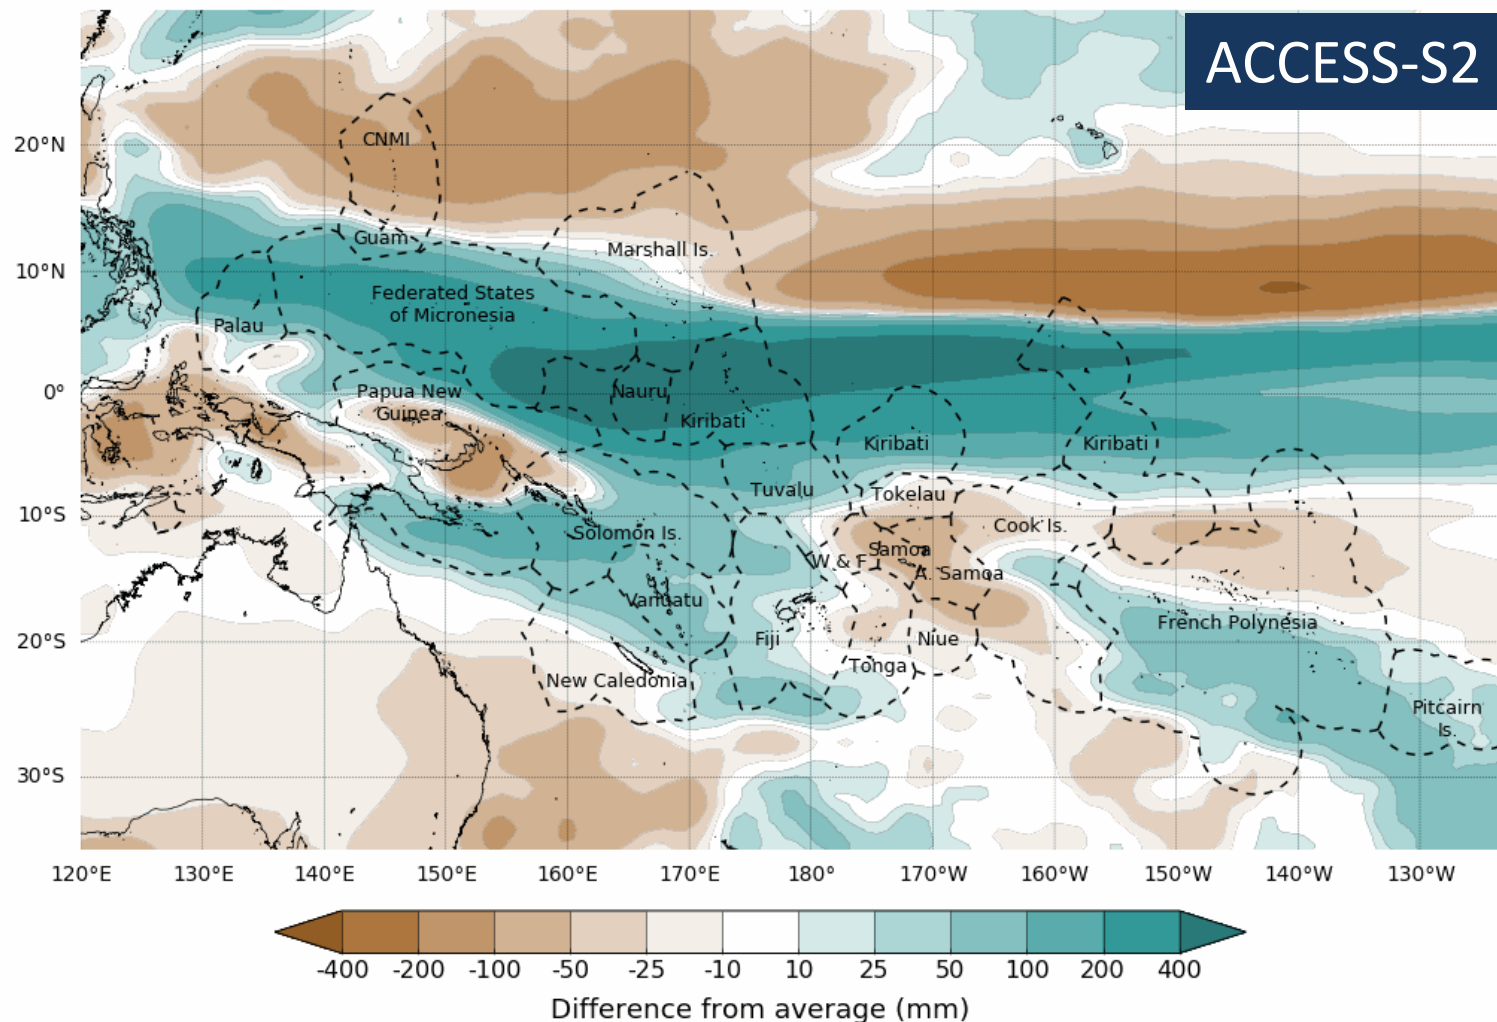 ACCESS-S2
20°N
10°N
0°
10°S
20°S
30°S
CNMI
Guam
Marshall Is.
Federated States
of Micronesia
Palau
Papua New
Guinea
Nauru
Kiribati
Kiribati
Kiribati
Tuvalu
Tokelau
Solomon Is.
Cook Is.
W & F
Samoa
A. Samoa
Vanuatu
French Polynesia
Fiji
Niue
Tonga
New Caledonia
Pitcairn
Is.
120°E 130°E 140°E 150°E 160°E 170°E 180° 170°W 160°W 150°W 140°W 130°W
-400 -200 -100 -50 -25 -10 10 25 50 100 200 400
Difference from average (mm)